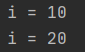 i = 10
i = 20